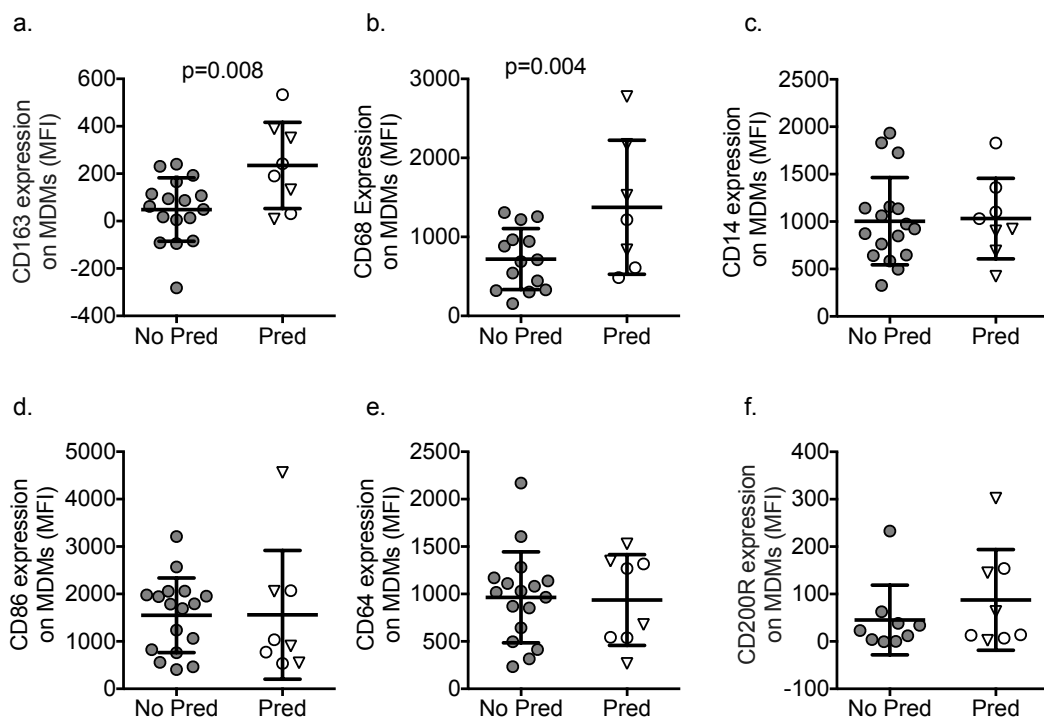 a.
p=0.008
CD163 expression
on MDMs (MFI)
600
400
200
0
-200
-400
No Pred
Pred
b.
p=0.004
CD68 Expression
on MDMs (MFI)
3000
2000
1000
0
No Pred
Pred
c.
CD14 expression
on MDMs (MFI)
2500
2000
1500
1000
500
0
No Pred
Pred
d.
CD86 expression
on MDMs (MFI)
5000
4000
3000
2000
1000
0
No Pred
Pred
e.
CD64 expression
on MDMs (MFI)
2500
2000
1500
1000
500
0
No Pred
Pred
f.
CD200R expression
on MDMs (MFI)
400
300
200
100
0
-100
No Pred
Pred